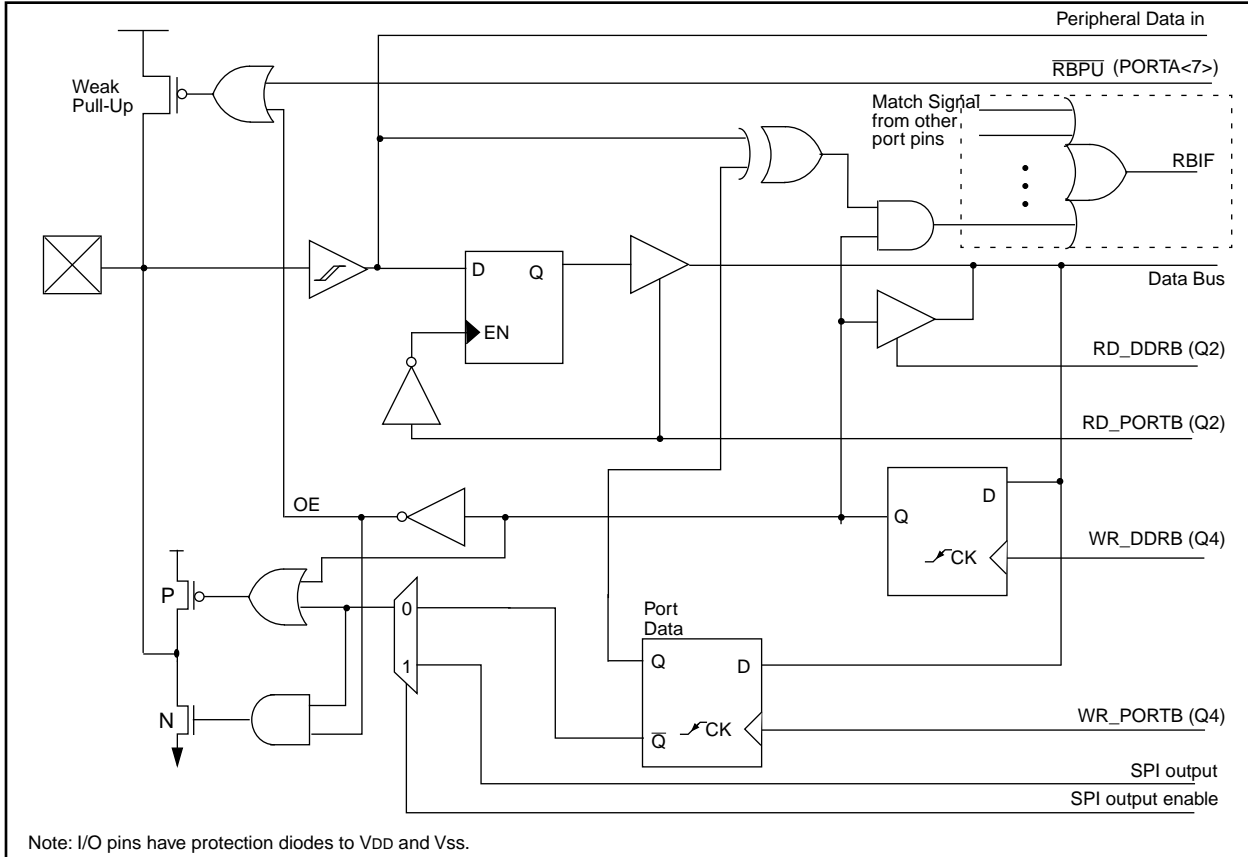 Peripheral Data in
RBPU (PORTA<7>)
Weak
Pull-Up
Match Signal
from other
port pins
RBIF
D
Q
EN
Data Bus
RD_DDRB (Q2)
RD_PORTB (Q2)
OE
D
Q
CK
WR_DDRB (Q4)
P
0
1
Port
Data
Q
D
N
Q
CK
WR_PORTB (Q4)
SPI output
SPI output enable
Note: I/O pins have protection diodes to VDD and VSS.